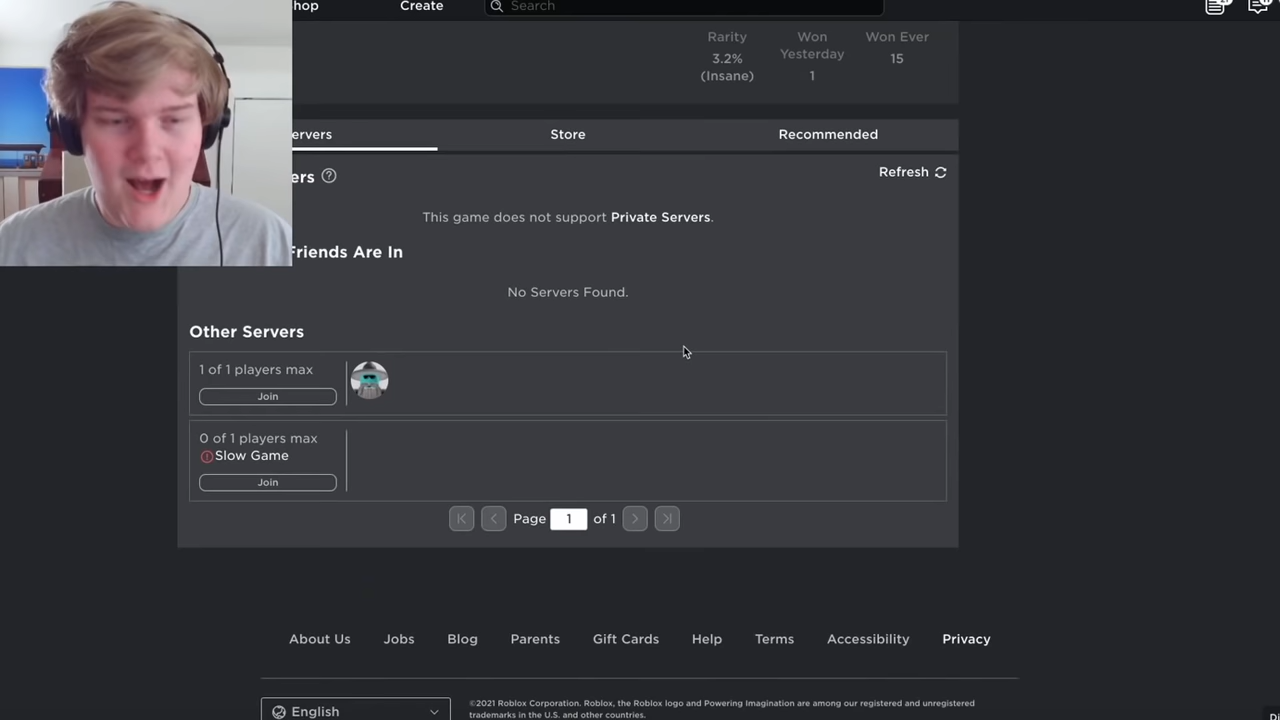 hop Create Search
Rarity Won Yesterday Won Ever
3.2% (Insane) 1 15
ervers Store Recommended
ers Refresh
This game does not support Private Servers.
Friends Are In
No Servers Found.
Other Servers
1 of 1 players max
Join
0 of 1 players max
Slow Game
Join
Page 1 of 1
About Us Jobs Blog Parents Gift Cards Help Terms Accessibility Privacy
English
©2021 Roblox Corporation. Roblox, the Roblox logo and Powering Imagination are among our registered and unregistered
trademarks in the U.S. and other countries.